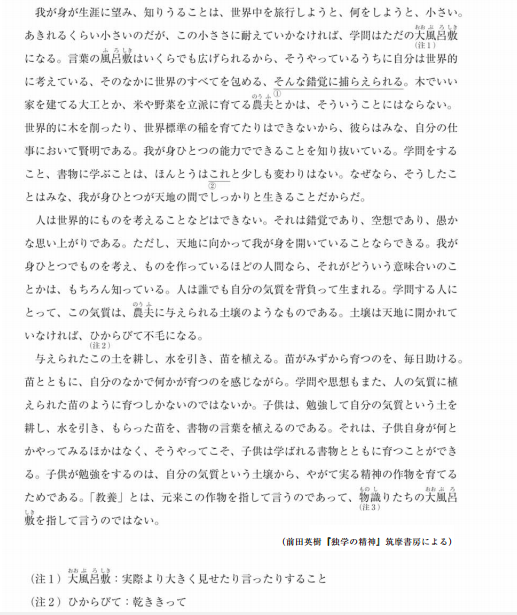 我が身が生涯に望み、知りうることは、世界中を旅行しようと、何をしようと、小さい。
あきれるくらい小さいのだが、この小ささに耐えていかなければ、学問はただの大風呂敷
おおぶろしき
(注1)
になる。言葉の風呂敷はいくらでも広げられるから、そうやっているうちに自分は世界的
ふろしき
に考えている、そのなかに世界のすべてを包める、そんな錯覚に捕らえられる。木でいい
①
家を建てる大工とか、米や野菜を立派に育てる農夫とかは、そういうことにはならない。
のうふ
世界的に木を削ったり、世界標準の稲を育てたりはできないから、彼らはみな、自分の仕
事において賢明である。我が身ひとつの能力でできることを知り抜いている。学問をする
こと、書物に学ぶことは、ほんとうはこれと少しも変わりはない。なぜなら、そうしたこ
②
とはみな、我が身ひとつが天地の間でしっかりと生きることだからだ。
人は世界的にものを考えることなどはできない。それは錯覚であり、空想であり、愚か
な思い上がりである。ただし、天地に向かって我が身を開いていることならできる。我が
身ひとつでものを考え、ものを作っているほどの人間なら、それがどういう意味合いのこ
とかは、もちろん知っている。人は誰でも自分の気質を背負って生まれる。学問する人に
とって、この気質は、農夫に与えられる土壌のようなものである。土壌は天地に開かれて
のうふ
いなければ、ひからびて不毛になる。
(注2)
与えられたこの土を耕し、水を引き、苗を植える。苗がみずから育つのを、毎日助ける。
苗とともに、自分のなかで何かが育つのを感じながら。学問や思想もまた、人の気質に植
えられた苗のように育つしかないのではないか。子供は、勉強して自分の気質という土を
耕し、水を引き、もらった苗を、書物の言葉を植えるのである。それは、子供自身が何と
かやってみるほかはなく、そうやってこそ、子供は学ばれる書物とともに育つことができ
る。子供が勉強をするのは、自分の気質という土壌から、やがて実る精神の作物を育てる
ためである。「教養」とは、元来この作物を指して言うのであって、物識りたちの大風呂
ものし
おおぶろ
(注3)
敷を指して言うのではない。
しき
(前田英樹『独学の精神』筑摩書房による)
(注1)大風呂敷:実際より大きく見せたり言ったりすること
おおぶろしき
(注2)ひからびて:乾ききって